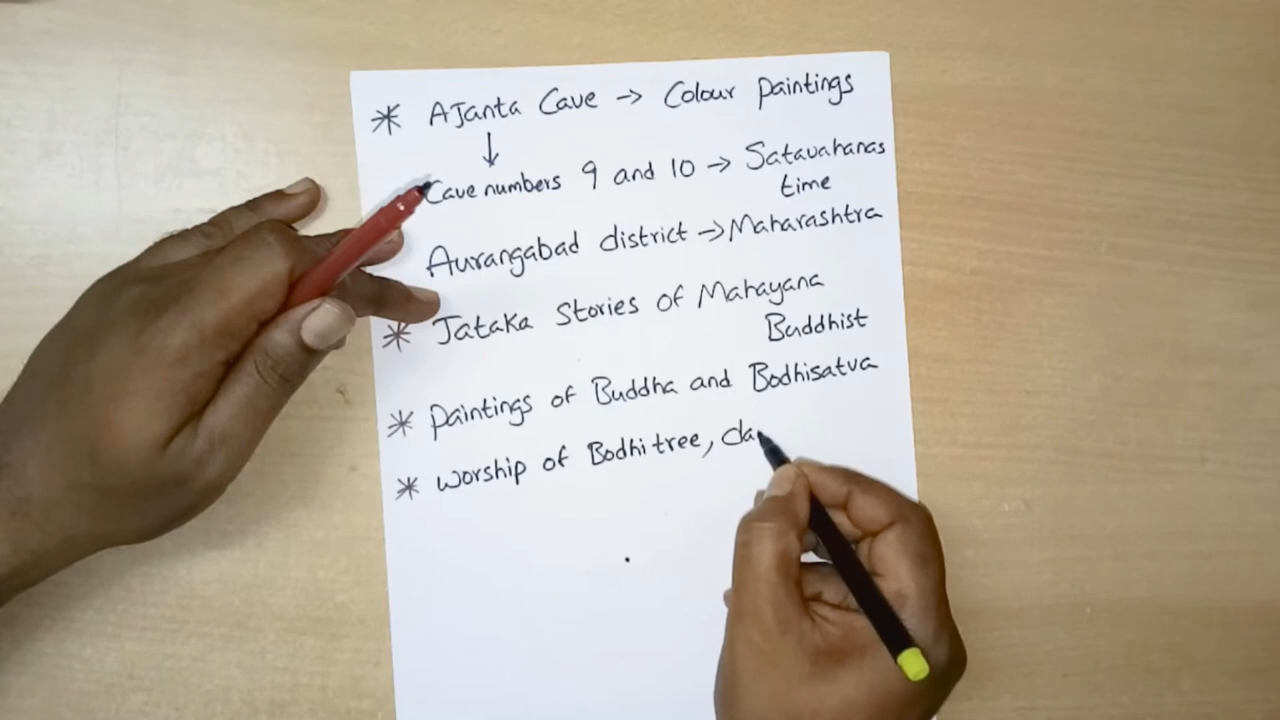 * AJanta Cave → Colour Paintings
↓
Cave numbers 9 and 10 → Satavahanas
time
Aurangabad district → Maharashtra
* Jataka Stories of Mahayana
Buddhist
* Paintings of Buddha and Bodhisatva
* worship of Bodhi tree, da